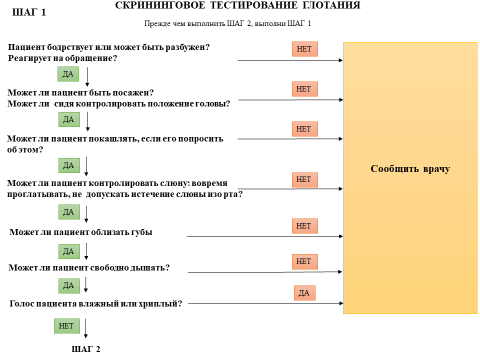 СКРИНИНГОВОЕ ТЕСТИРОВАНИЕ ГЛОТАНИЯ
ШАГ 1
Прежде чем выполнить ШАГ 2, выполни ШАГ 1
Пациент бодрствует или может быть разбужен?
Реагирует на обращение?
НЕТ
ДА
Может ли пациент быть посажен?
Может ли сидя контролировать положение головы?
НЕТ
ДА
Может ли пациент покашлять, если его попросить
об этом?
НЕТ
ДА
Может ли пациент контролировать слюну: вовремя
проглатывать, не допускать истечение слюны изо рта?
НЕТ
ДА
Может ли пациент облизать губы
НЕТ
ДА
Может ли пациент свободно дышать?
НЕТ
ДА
Голос пациента влажный или хриплый?
ДА
НЕТ
ШАГ 2
Сообщить врачу